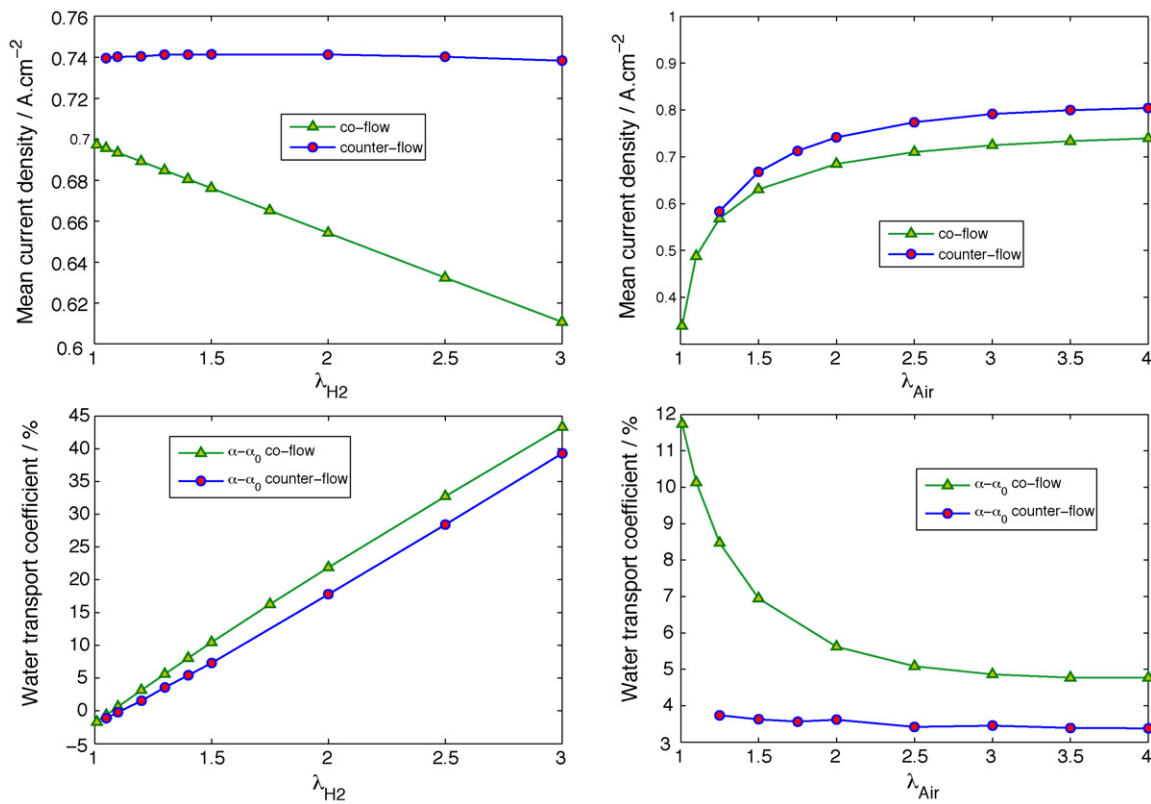 0.76
0.74
0.72
0.7
0.68
0.66
0.64
0.62
0.6
Mean current density / A.cm−2
co−flow
counter−flow
1 1.5 2 2.5 3
λH2
1
0.9
0.8
0.7
0.6
0.5
0.4
Mean current density / A.cm−2
co−flow
counter−flow
1 1.5 2 2.5 3 3.5 4
λAir
45
40
35
30
25
20
15
10
5
0
−5
Water transport coefficient / %
α−α0 co−flow
α−α0 counter−flow
1 1.5 2 2.5 3
λH2
12
11
10
9
8
7
6
5
4
3
Water transport coefficient / %
α−α0 co−flow
α−α0 counter−flow
1 1.5 2 2.5 3 3.5 4
λAir